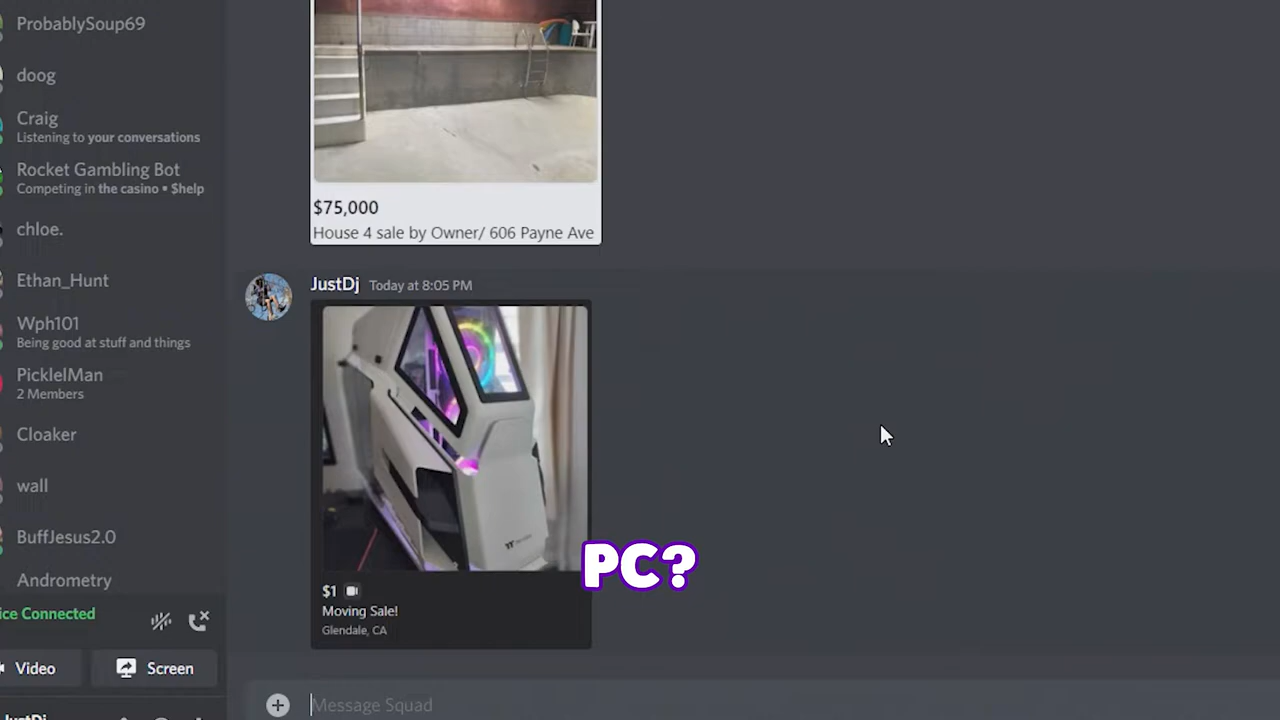 ProbablySoup69
doog
Craig
Listening to your conversations
Rocket Gambling Bot
Competing in the casino • $help
chloe.
Ethan_Hunt
Wph101
Being good at stuff and things
PicklelMan
2 Members
Cloaker
wall
BuffJesus2.0
Andrometry
ice Connected
Video
Screen
JustDj
$75,000
House 4 sale by Owner/ 606 Payne Ave
JustDj Today at 8:05 PM
PC?
$1
Moving Sale!
Glendale, CA
Message Squad